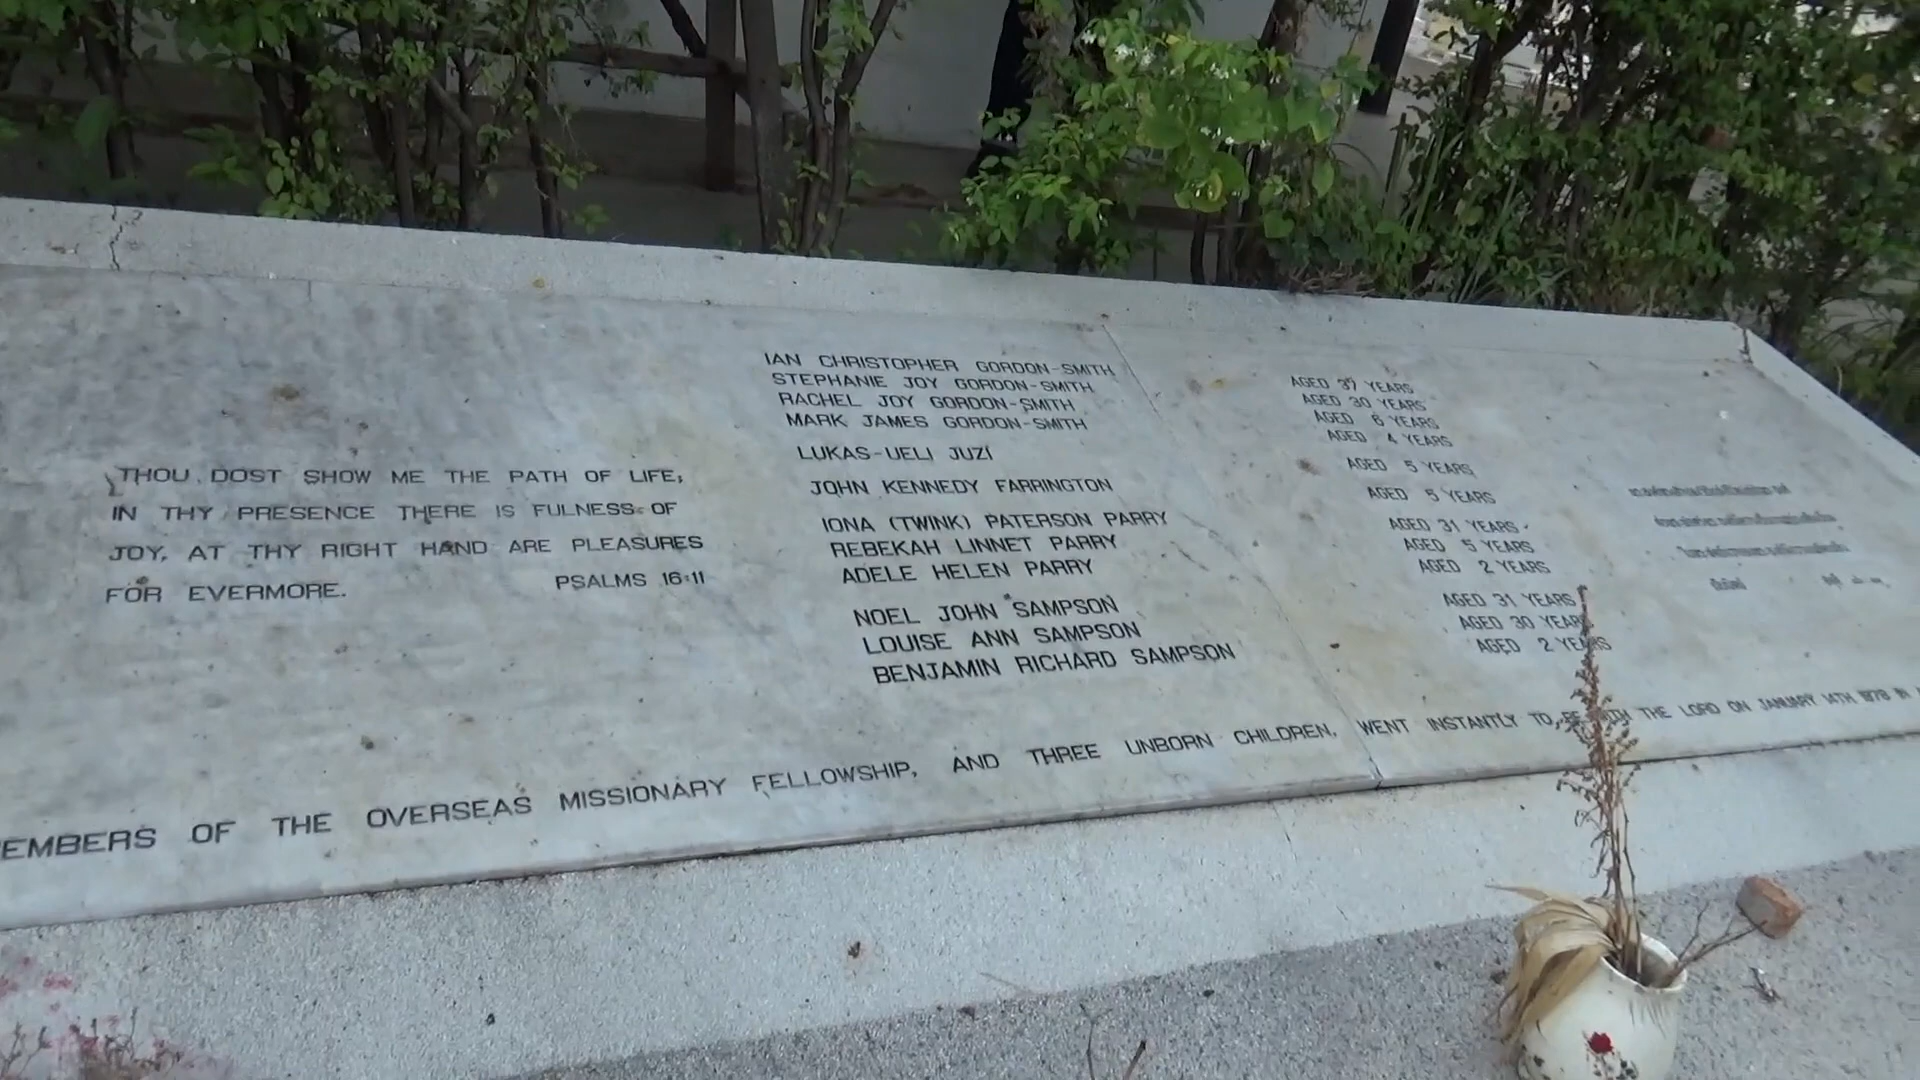 THOU DOST SHOW ME THE PATH OF LIFE,
IN THY PRESENCE THERE IS FULNESS OF
JOY, AT THY RIGHT HAND ARE PLEASURES
FOR EVERMORE. PSALMS 16:11
IAN CHRISTOPHER GORDON-SMITH AGED 37 YEARS
STEPHANIE JOY GORDON-SMITH AGED 30 YEARS
RACHEL JOY GORDON-SMITH AGED 6 YEARS
MARK JAMES GORDON-SMITH AGED 4 YEARS
LUKAS-UELI JUZI AGED 5 YEARS
JOHN KENNEDY FARRINGTON AGED 5 YEARS
IONA (TWINK) PATERSON PARRY AGED 31 YEARS
REBEKAH LINNET PARRY AGED 5 YEARS
ADELE HELEN PARRY AGED 2 YEARS
NOEL JOHN SAMPSON AGED 31 YEARS
LOUISE ANN SAMPSON AGED 30 YEARS
BENJAMIN RICHARD SAMPSON AGED 2 YEARS
EMBERS OF THE OVERSEAS MISSIONARY FELLOWSHIP, AND THREE UNBORN CHILDREN, WENT INSTANTLY TO BE WITH THE LORD ON JANUARY 14TH 1978 IN